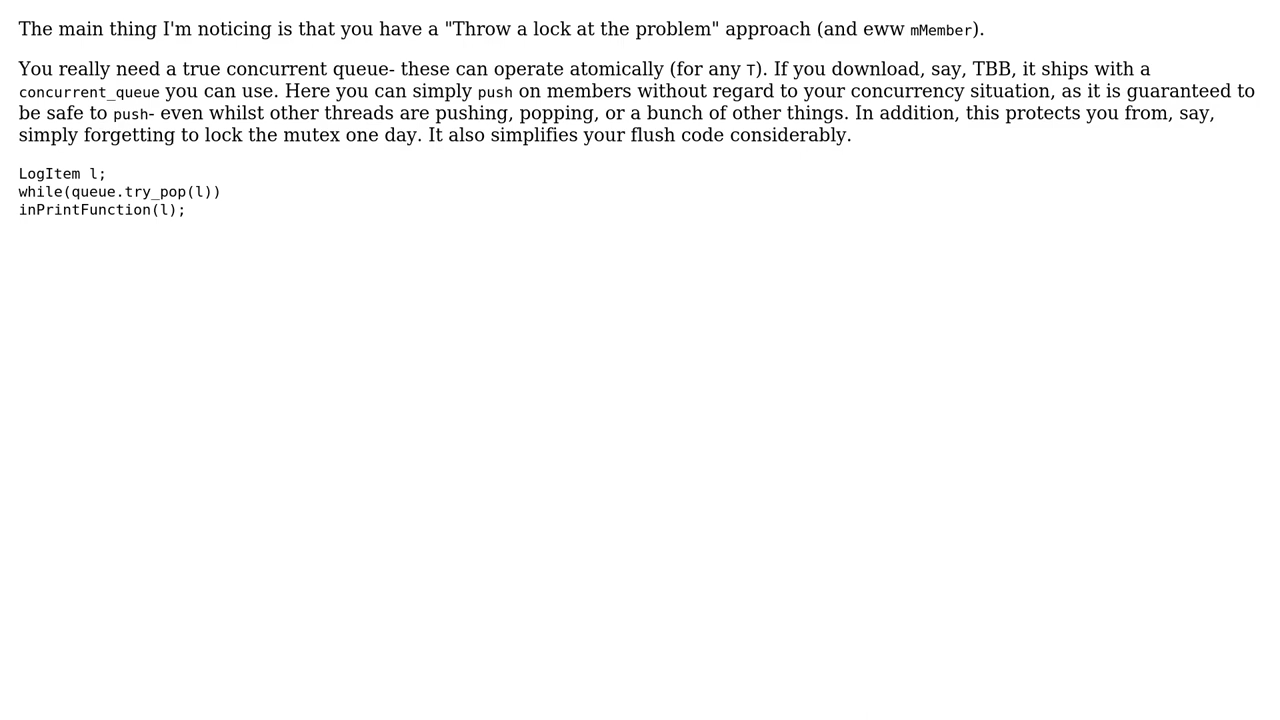 The main thing I'm noticing is that you have a "Throw a lock at the problem" approach (and eww mMember).
You really need a true concurrent queue- these can operate atomically (for any T). If you download, say, TBB, it ships with a
concurrent_queue you can use. Here you can simply push on members without regard to your concurrency situation, as it is guaranteed to
be safe to push- even whilst other threads are pushing, popping, or a bunch of other things. In addition, this protects you from, say,
simply forgetting to lock the mutex one day. It also simplifies your flush code considerably.
LogItem l;
while(queue.try_pop(l))
inPrintFunction(l);